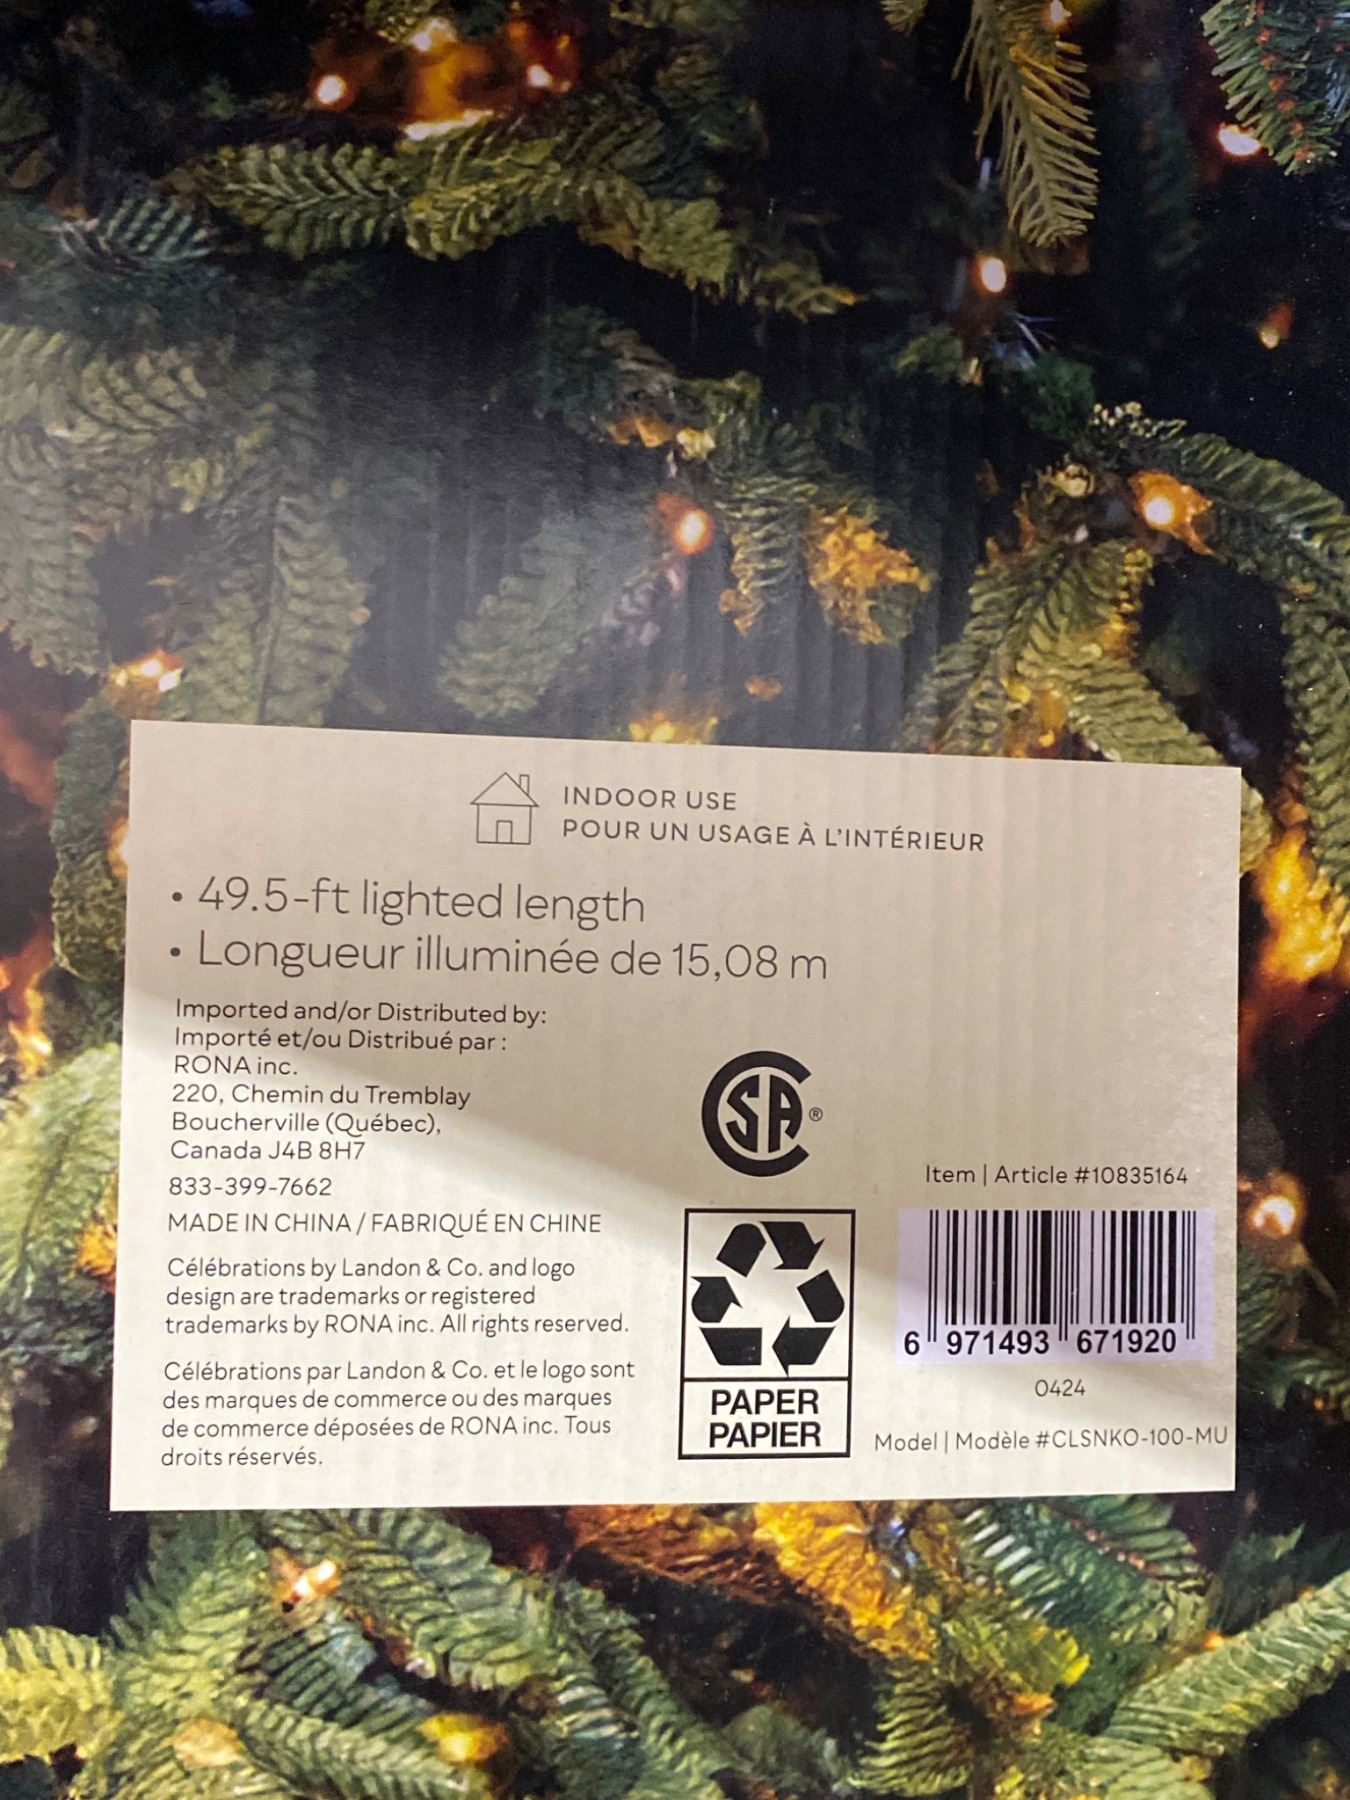 INDOOR USE
POUR UN USAGE À L'INTÉRIEUR
• 49.5-ft lighted length
• Longueur illuminée de 15,08 m
Imported and/or Distributed by:
Importé et/ou Distribué par :
RONA inc.
220, Chemin du Tremblay
Boucherville (Québec),
Canada J4B 8H7
833-399-7662
MADE IN CHINA / FABRIQUÉ EN CHINE
Célébrations by Landon & Co. and logo
design are trademarks or registered
trademarks by RONA inc. All rights reserved.
Célébrations par Landon & Co. et le logo sont
des marques de commerce ou des marques
de commerce déposées de RONA inc. Tous
droits réservés.
CSA®
PAPER
PAPIER
Item | Article #10835164
6 971493 671920
0424
Model | Modèle #CLSNKO-100-MU